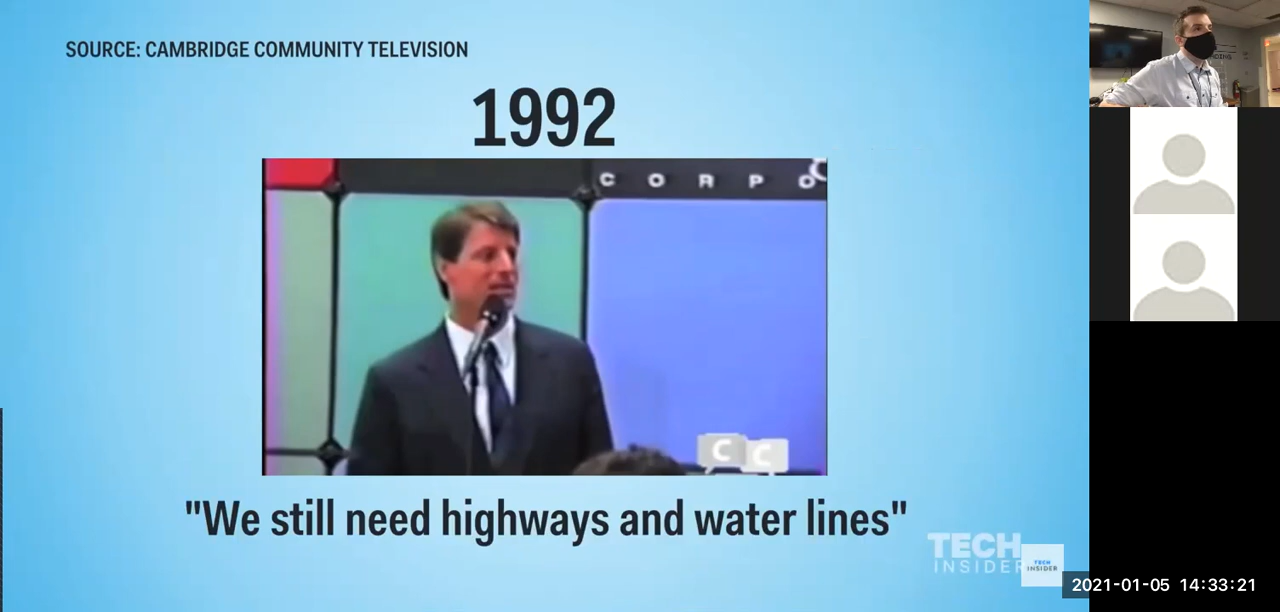 SOURCE: CAMBRIDGE COMMUNITY TELEVISION
1992
C O R P O
C C
"We still need highways and water lines"
TECH
INSIDER
TECH
INSIDER
2021-01-05 14:33:21